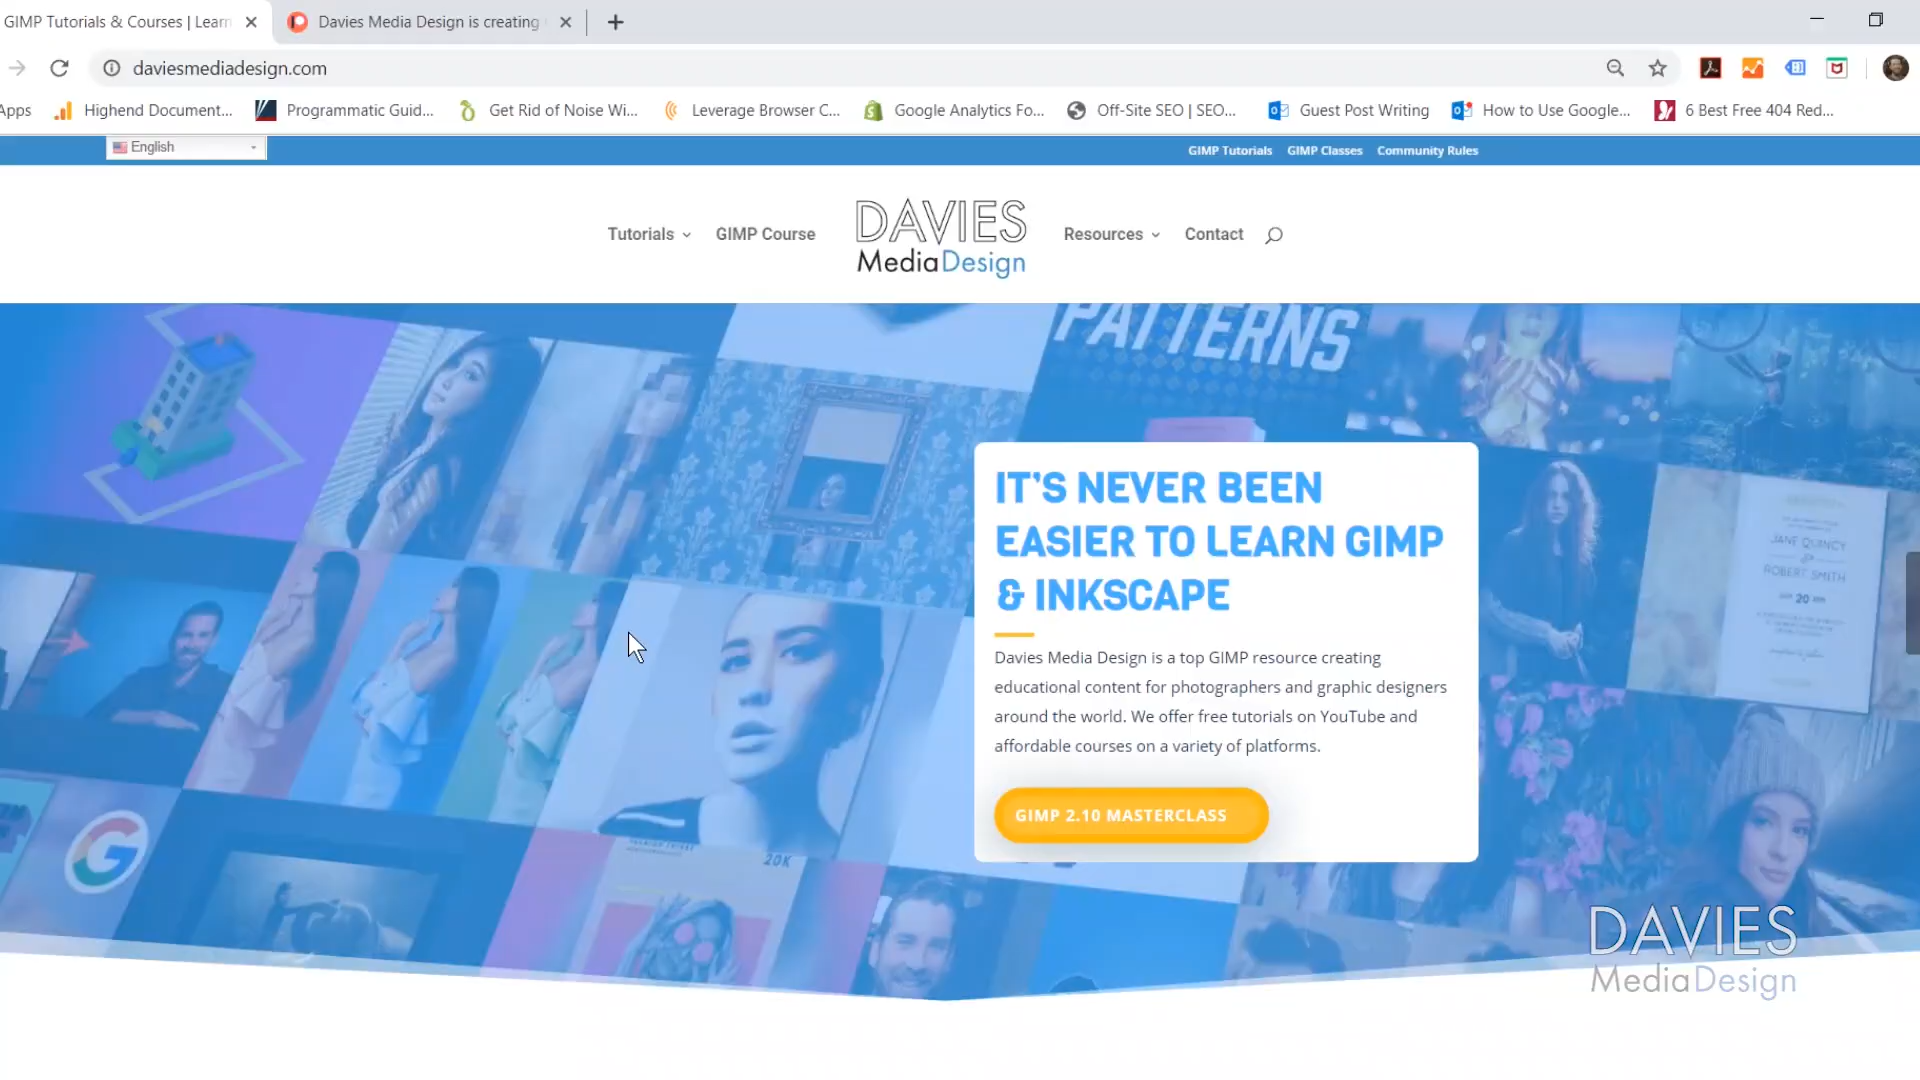 GIMP Tutorials & Courses | Learn
Davies Media Design is creating
daviesmediadesign.com
Apps
Highend Document...
Programmatic Guid...
Get Rid of Noise Wi...
Leverage Browser C...
Google Analytics Fo...
Off-Site SEO | SEO...
Guest Post Writing
How to Use Google...
6 Best Free 404 Red...
English
GIMP Tutorials
GIMP Classes
Community Rules
Tutorials
GIMP Course
DAVIES
MediaDesign
Resources
Contact
PATTERNS
IT'S NEVER BEEN
EASIER TO LEARN GIMP
& INKSCAPE
Davies Media Design is a top GIMP resource creating
educational content for photographers and graphic designers
around the world. We offer free tutorials on YouTube and
affordable courses on a variety of platforms.
GIMP 2.10 MASTERCLASS
JANE QUINCY
&
ROBERT SMITH
20
G
20K
DAVIES
MediaDesign